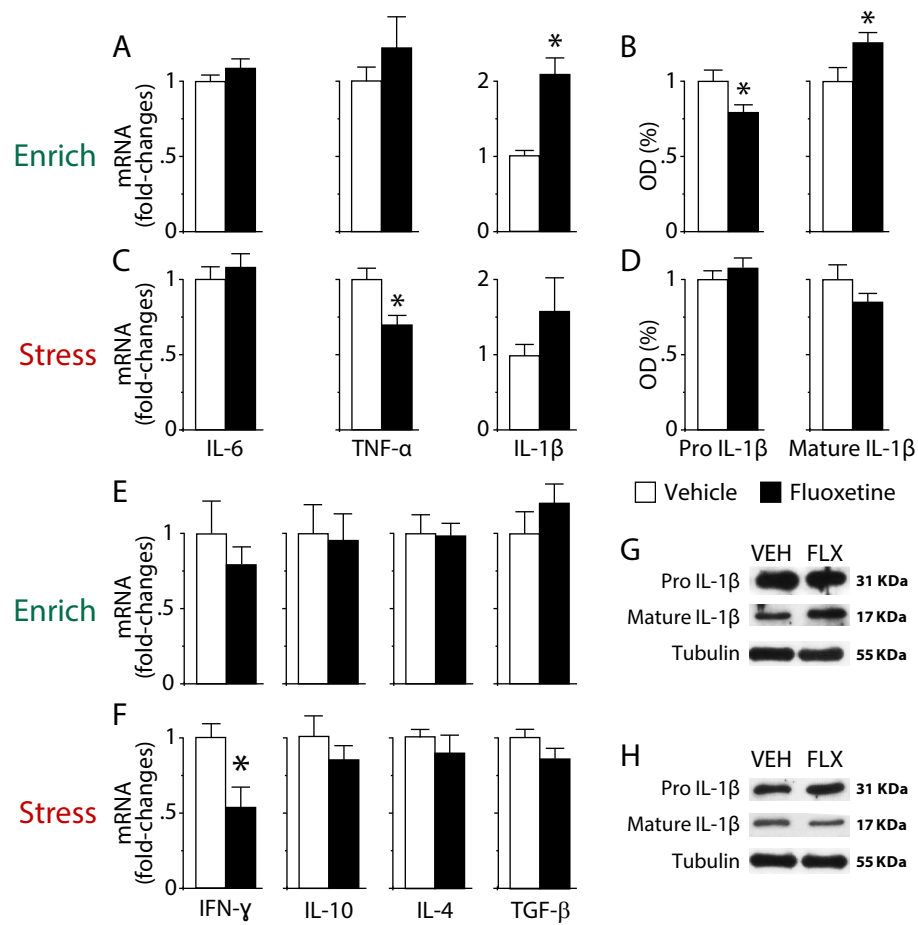 A
B
*
*
*
1
.5
0
1
2
1
0
1
.5
0
1
mRNA
(fold-changes)
OD (%)
Enrich
C
D
*
1
.5
0
1
2
1
0
1
.5
0
1
mRNA
(fold-changes)
OD (%)
Stress
IL-6
TNF-α
IL-1β
Pro IL-1β
Mature IL-1β
Vehicle
Fluoxetine
E
1
.5
0
mRNA
(fold-changes)
Enrich
F
*
1
.5
0
mRNA
(fold-changes)
Stress
IFN-ɣ
IL-10
IL-4
TGF-β
G
VEH FLX
Pro IL-1β 31 KDa
Mature IL-1β 17 KDa
Tubulin 55 KDa
H
VEH FLX
Pro IL-1β 31 KDa
Mature IL-1β 17 KDa
Tubulin 55 KDa